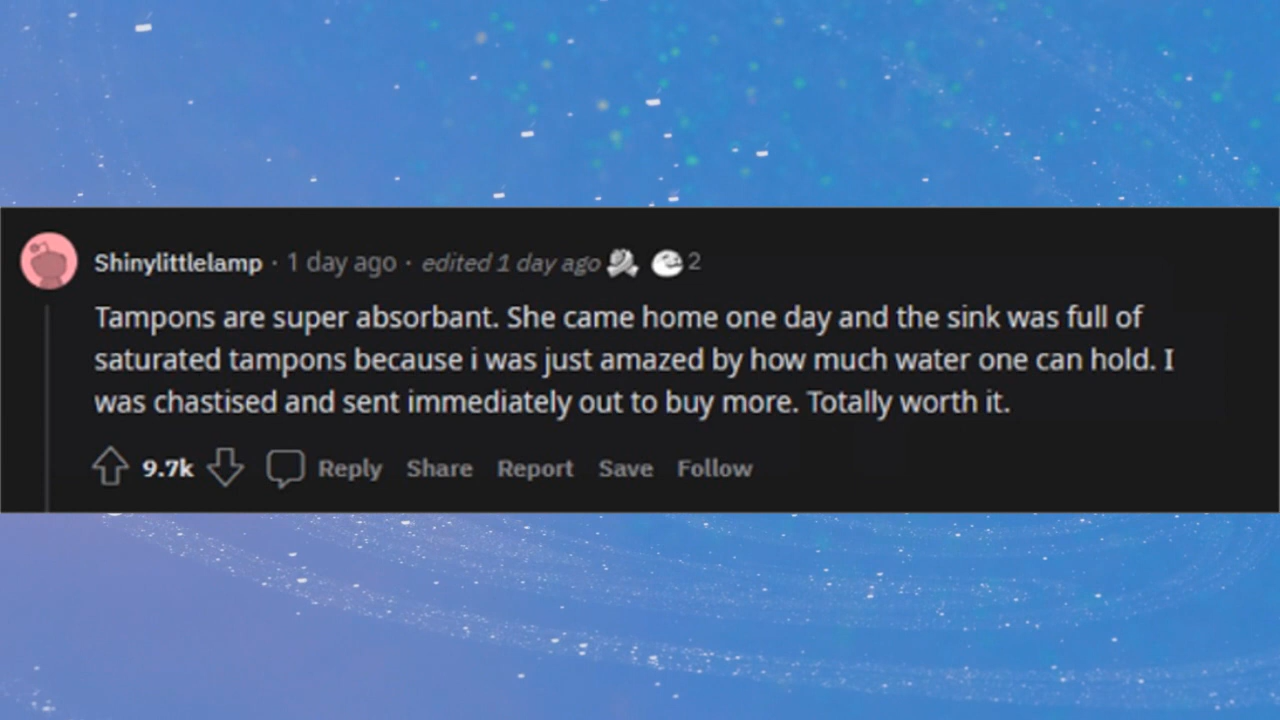 Shinylittlelamp · 1 day ago · edited 1 day ago 2
Tampons are super absorbant. She came home one day and the sink was full of
saturated tampons because i was just amazed by how much water one can hold. I
was chastised and sent immediately out to buy more. Totally worth it.
9.7k Reply Share Report Save Follow